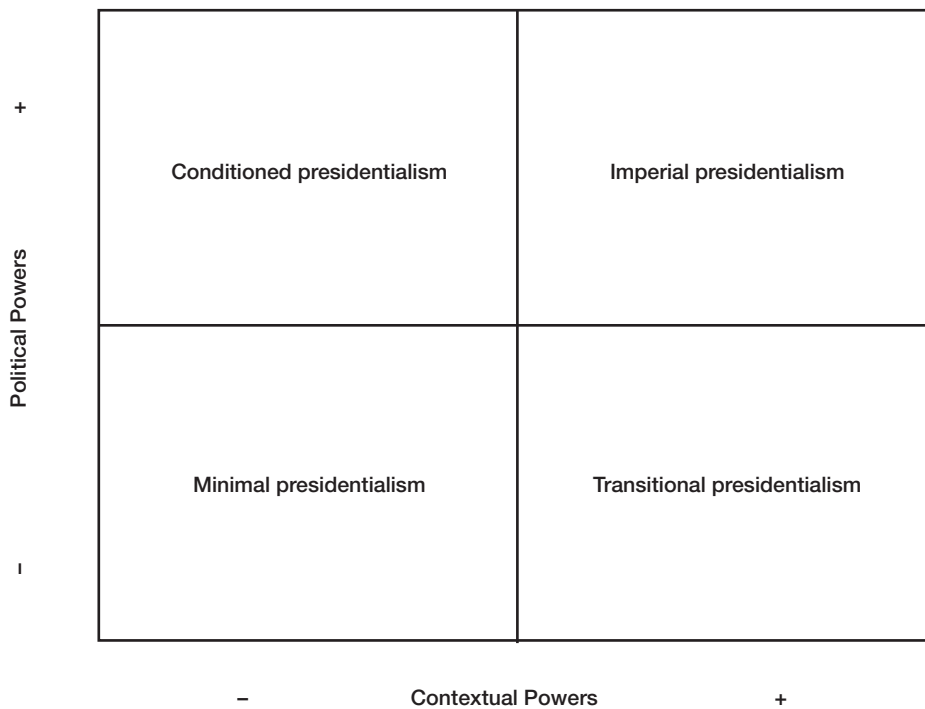 +
Conditioned presidentialism
Imperial presidentialism
Political Powers
Minimal presidentialism
Transitional presidentialism
–
–
Contextual Powers
+